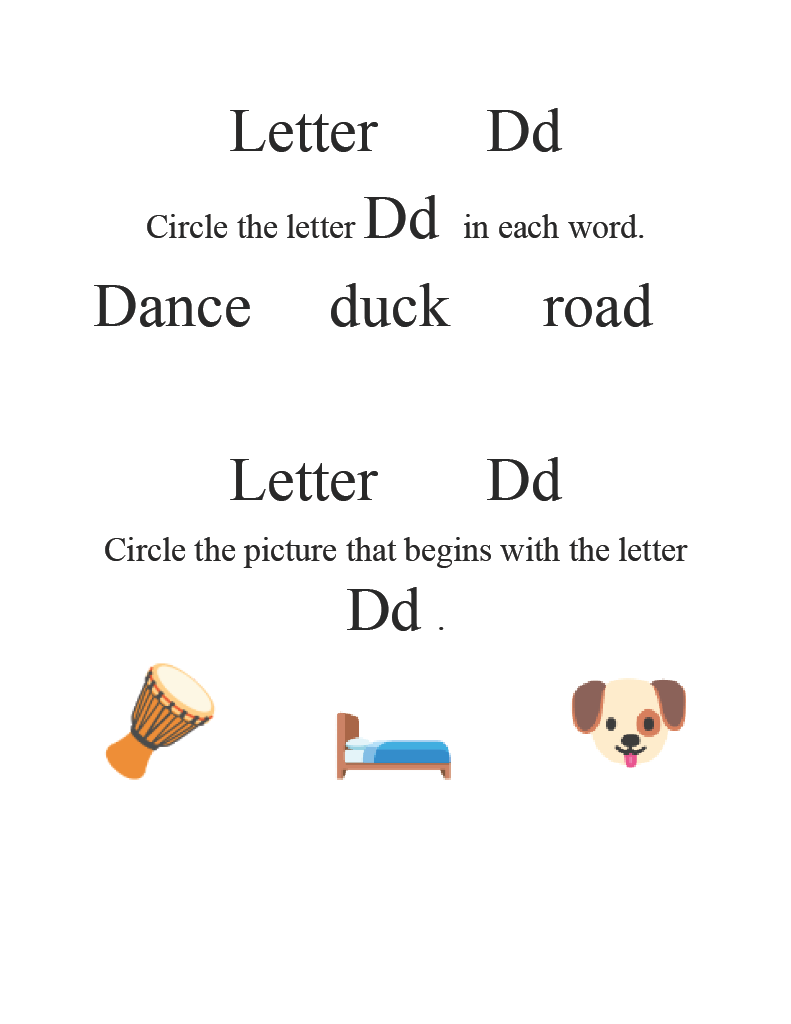 Letter Dd
Circle the letter Dd in each word.
Dance duck road
Letter Dd
Circle the picture that begins with the letter
Dd .